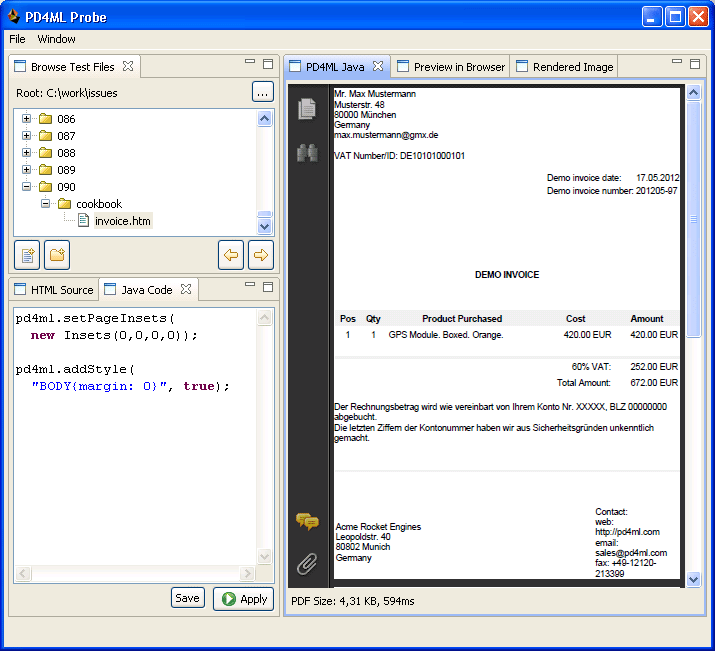 PD4ML Probe
File Window
Browse Test Files
Root: C:\work\issues
...
086
087
088
089
090
cookbook
invoice.htm
HTML Source Java Code
pd4ml.setPageInsets(
new Insets(0,0,0,0));
pd4ml.addStyle(
"BODY{margin: 0}", true);
Save Apply
PD4ML Java Preview in Browser Rendered Image
Mr. Max Mustermann
Musterstr. 48
80000 München
Germany
max.mustermann@gmx.de
VAT Number/ID: DE10101000101
Demo invoice date: 17.05.2012
Demo invoice number: 201205-97
DEMO INVOICE
Pos Qty Product Purchased Cost Amount
1 1 GPS Module. Boxed. Orange. 420.00 EUR 420.00 EUR
60% VAT: 252.00 EUR
Total Amount: 672.00 EUR
Der Rechnungsbetrag wird wie vereinbart von Ihrem Konto Nr. XXXXX, BLZ 00000000
abgebucht.
Die letzten Ziffern der Kontonummer haben wir aus Sicherheitsgründen unkenntlich
gemacht.
Acme Rocket Engines
Leopoldstr. 40
80802 Munich
Germany
Contact:
web:
http://pd4ml.com
email:
sales@pd4ml.com
fax: +49-12120-
213399
PDF Size: 4,31 KB, 594ms